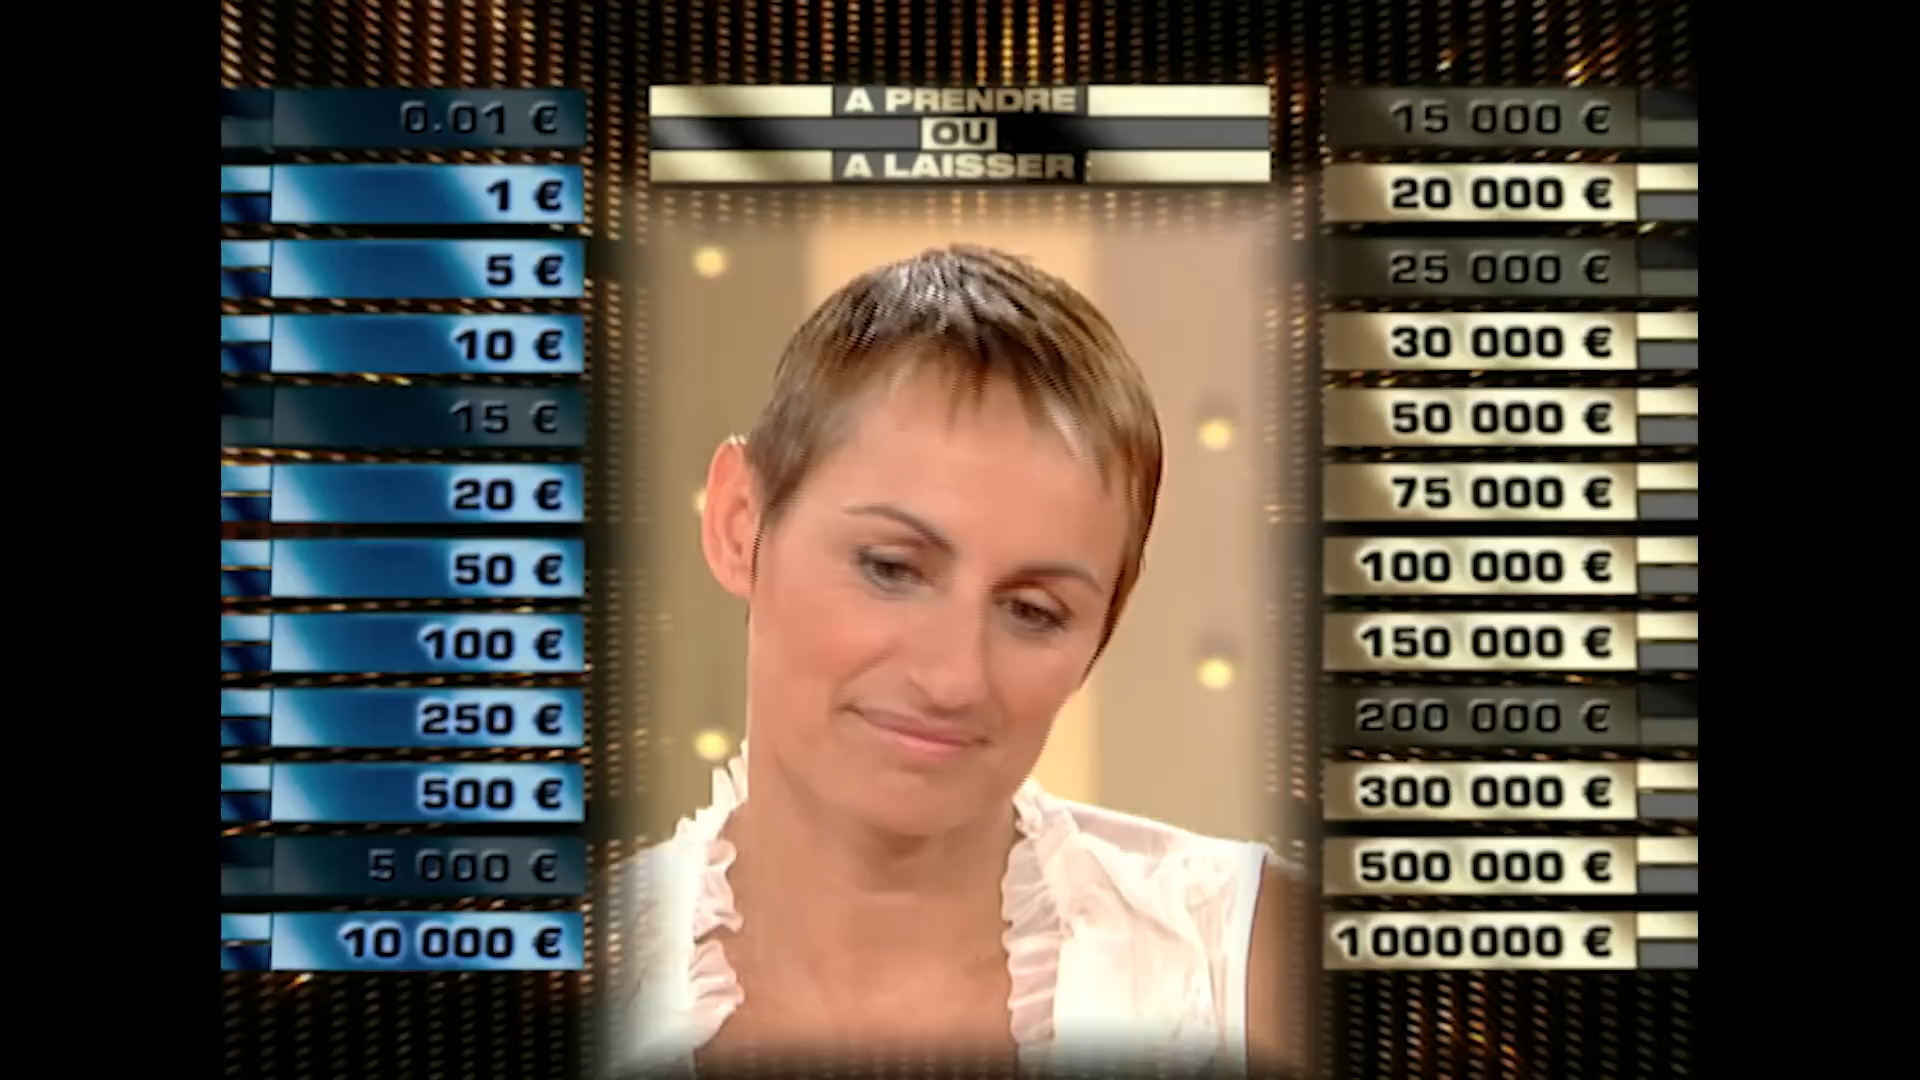 A PRENDRE
OU
A LAISSER
0.01 €
1 €
5 €
10 €
15 €
20 €
50 €
100 €
250 €
500 €
5 000 €
10 000 €
15 000 €
20 000 €
25 000 €
30 000 €
50 000 €
75 000 €
100 000 €
150 000 €
200 000 €
300 000 €
500 000 €
1000000 €